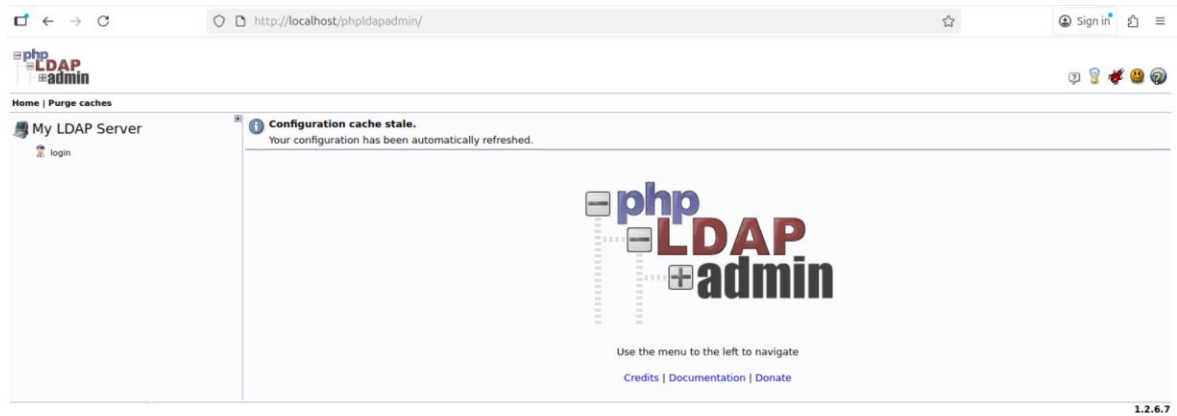 http://localhost/phpldapadmin/
Sign in
php
LDAP
admin
Home | Purge caches
My LDAP Server
login
Configuration cache stale.
Your configuration has been automatically refreshed.
php
LDAP
admin
Use the menu to the left to navigate
Credits | Documentation | Donate
1.2.6.7